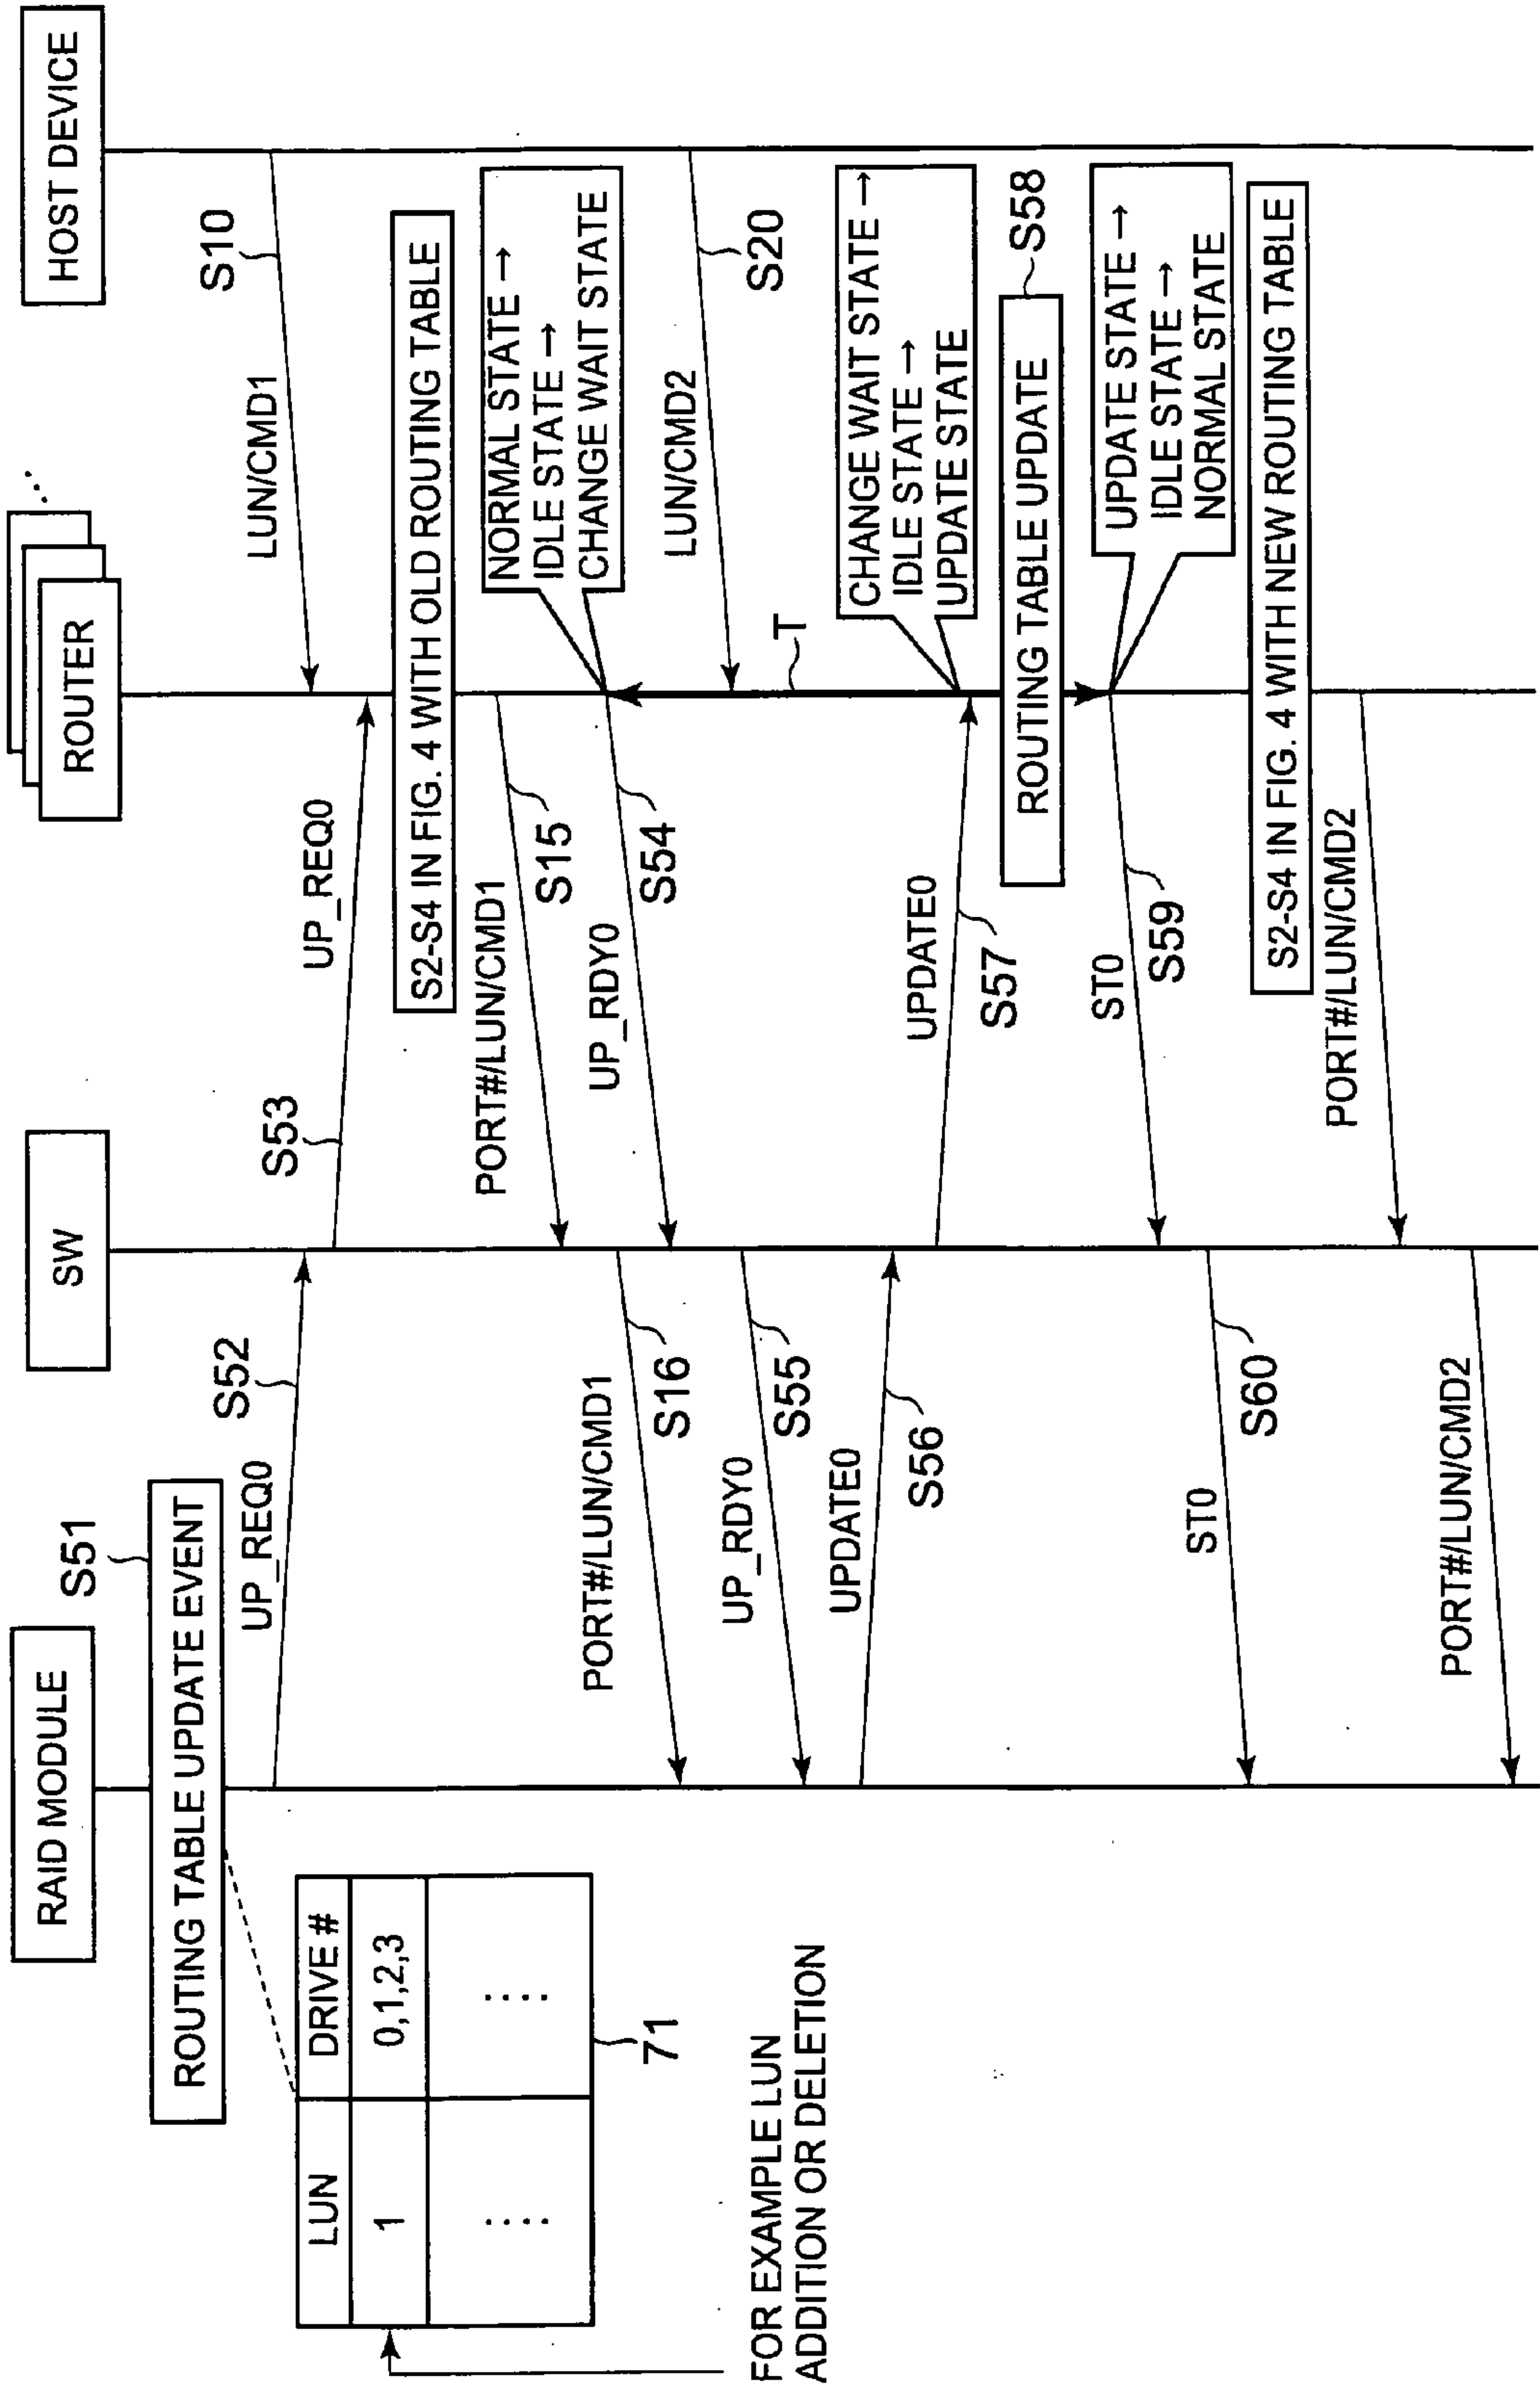 RAID MODULE
SW
ROUTER
HOST DEVICE
S51
ROUTING TABLE UPDATE EVENT
LUN
DRIVE #
1
0,1,2,3
....
....
71
FOR EXAMPLE LUN
ADDITION OR DELETION
S52
UP_REQ0
S53
UP_REQ0
S10
LUN/CMD1
S2-S4 IN FIG. 4 WITH OLD ROUTING TABLE
PORT#/LUN/CMD1
S15
NORMAL STATE →
IDLE STATE →
CHANGE WAIT STATE
PORT#/LUN/CMD1
S16
UP_RDY0
S54
UP_RDY0
S55
LUN/CMD2
S20
T
UPDATE0
S56
UPDATE0
S57
CHANGE WAIT STATE →
IDLE STATE →
UPDATE STATE
ROUTING TABLE UPDATE
S58
UPDATE STATE →
IDLE STATE →
NORMAL STATE
ST0
S59
ST0
S60
S2-S4 IN FIG. 4 WITH NEW ROUTING TABLE
PORT#/LUN/CMD2
PORT#/LUN/CMD2